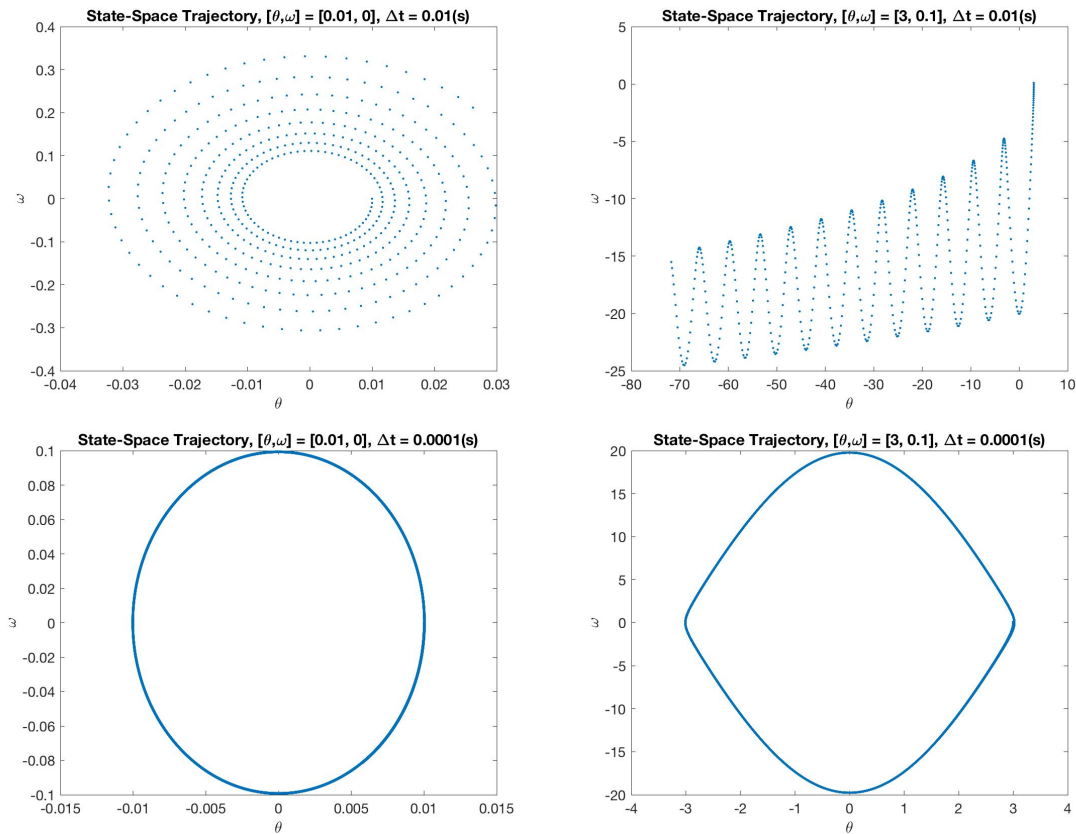 State-Space Trajectory, [θ,ω] = [0.01, 0], Δt = 0.01(s)
0.4
0.3
0.2
0.1
0
-0.1
-0.2
-0.3
-0.4
ω
-0.04 -0.03 -0.02 -0.01 0 0.01 0.02 0.03
θ
State-Space Trajectory, [θ,ω] = [3, 0.1], Δt = 0.01(s)
5
0
-5
-10
-15
-20
-25
ω
-80 -70 -60 -50 -40 -30 -20 -10 0 10
θ
State-Space Trajectory, [θ,ω] = [0.01, 0], Δt = 0.0001(s)
0.1
0.08
0.06
0.04
0.02
0
-0.02
-0.04
-0.06
-0.08
-0.1
ω
-0.015 -0.01 -0.005 0 0.005 0.01 0.015
θ
State-Space Trajectory, [θ,ω] = [3, 0.1], Δt = 0.0001(s)
20
15
10
5
0
-5
-10
-15
-20
ω
-4 -3 -2 -1 0 1 2 3 4
θ